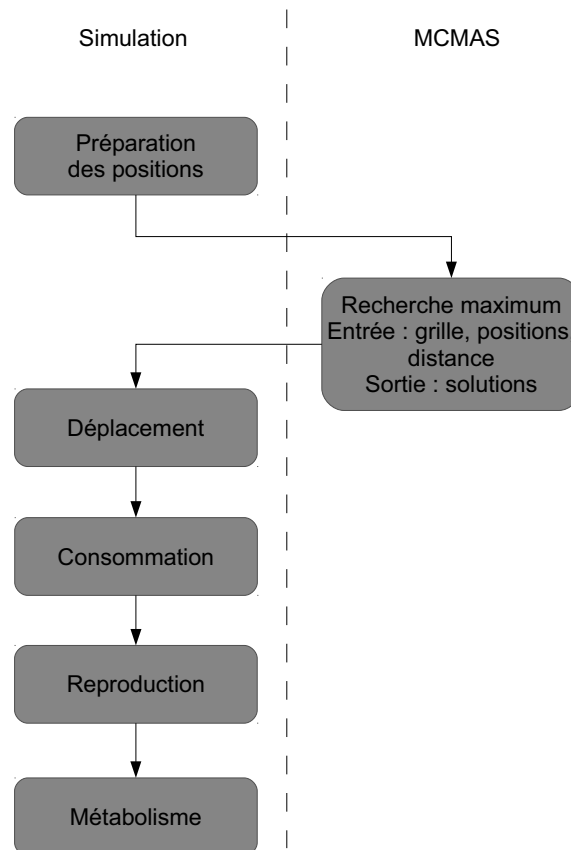 Simulation
MCMAS
Préparation
des positions
Recherche maximum
Entrée : grille, positions
distance
Sortie : solutions
Déplacement
Consommation
Reproduction
Métabolisme